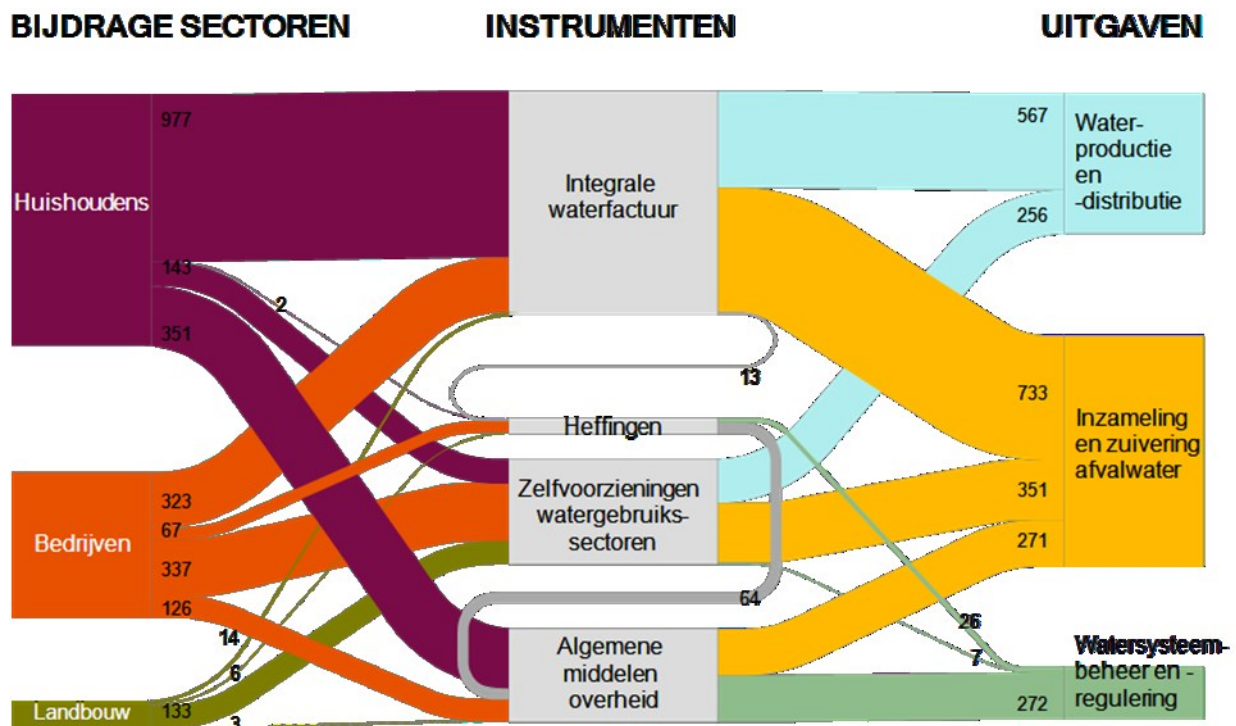 BIJDRAGE SECTOREN
INSTRUMENTEN
UITGAVEN
977
Huishoudens
143
2
351
323
67
Bedrijven
337
126
14
6
Landbouw
133
3
Integrale
waterfactuur
13
Heffingen
Zelfvoorzieningen
watergebruiks-
sectoren
64
Algemene
middelen
overheid
567
Water-
productie
en
-distributie
256
733
Inzameling
en zuivering
afvalwater
351
271
26
7
Watersysteem-
beheer en -
regulering
272